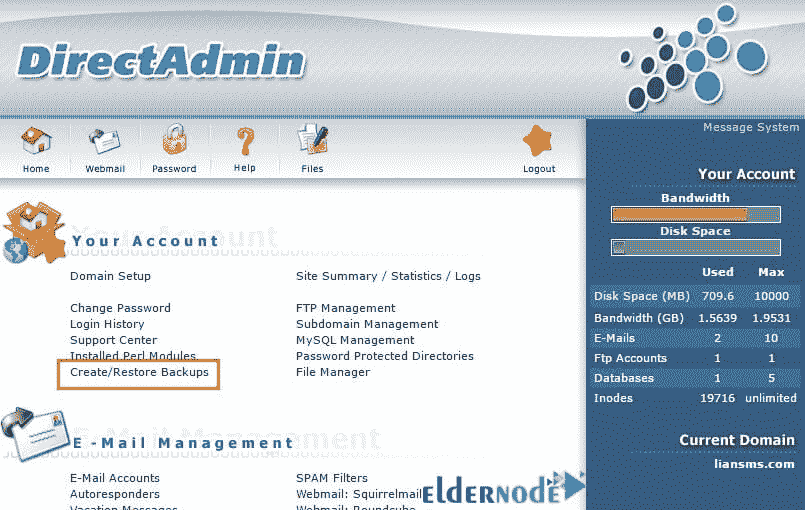 DirectAdmin
Home
Webmail
Password
Help
Files
Logout
Message System
Your Account
Domain Setup
Site Summary / Statistics / Logs
Change Password
FTP Management
Login History
Subdomain Management
Support Center
MySQL Management
Installed Perl Modules
Password Protected Directories
Create/Restore Backups
File Manager
E-Mail Management
E-Mail Accounts
SPAM Filters
Autoresponders
Webmail: Squirrelmail
Vacation Messages
Webmail: Roundcube
ELDERNODE
Your Account
Bandwidth
Disk Space
Used Max
Disk Space (MB) 709.6 10000
Bandwidth (GB) 1.5639 1.9531
E-Mails 2 10
Ftp Accounts 1 1
Databases 1 5
Inodes 19716 unlimited
Current Domain
liansms.com